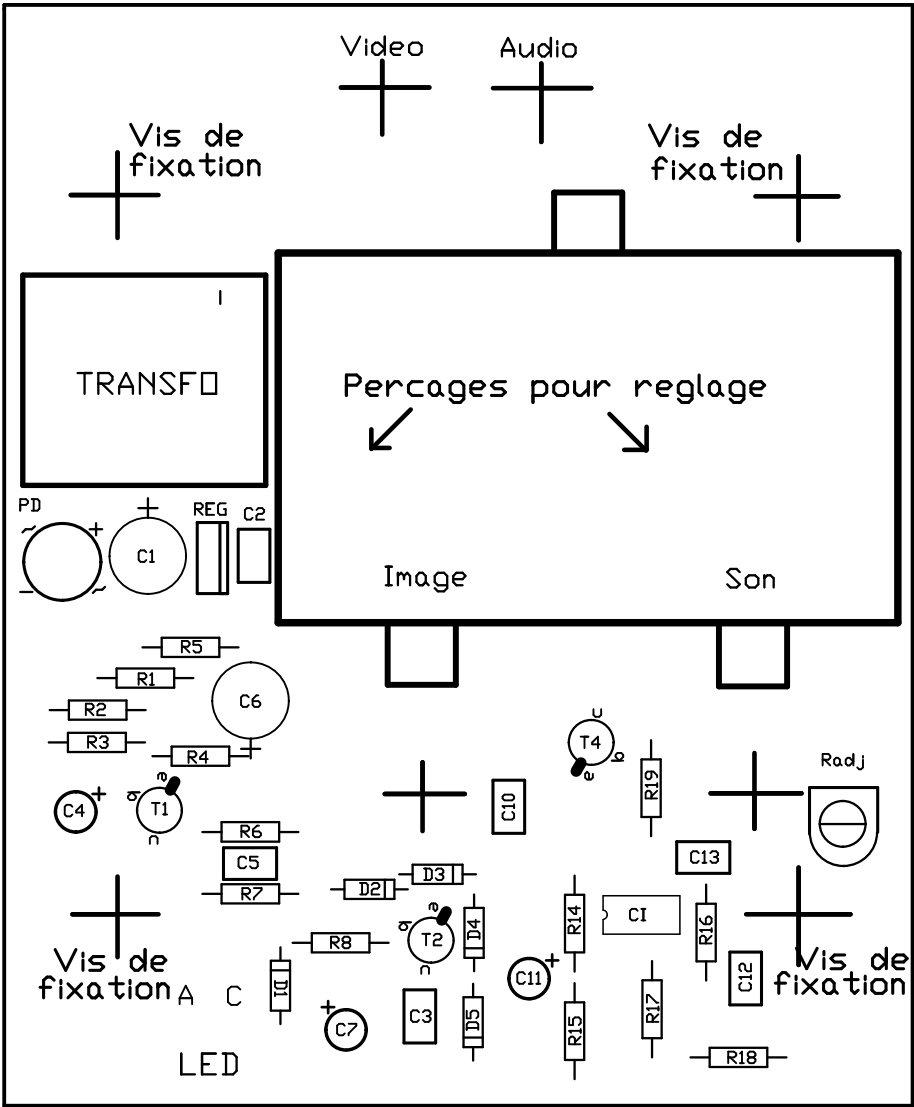 Video Audio
Vis de
fixation
Vis de
fixation
TRANSFO
Percages pour reglage
PD
~
+
-
~
+
C1
REG
C2
Image
Son
R5
R1
R2
C6
+
R3
R4
T4
c
b
e
R19
Radj
C4
+
T1
e
b
c
C10
R6
C5
R7
C13
D3
D2
D4
R14
CI
R16
R8
T2
e
b
c
C11
+
C12
Vis de
fixation
Vis de
fixation
A C
D1
C7
+
C3
D5
R15
R17
R18
LED